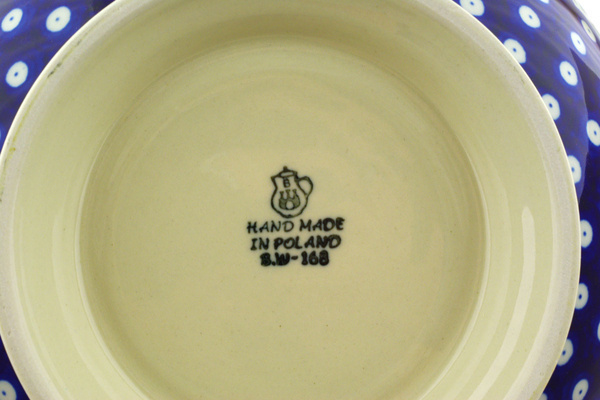 B
HAND MADE
IN POLAND
B.W-168